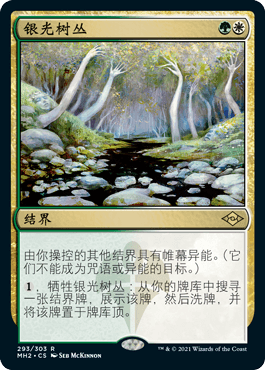 银光树丛
结界
由你操控的其他结界具有帷幕异能。（它
们不能成为咒语或异能的目标。）
1，牺牲银光树丛：从你的牌库中搜寻
一张结界牌，展示该牌，然后洗牌，并
将该牌置于牌库顶。
293/303 R
MH2 • CS Seb McKinnon
™ & © 2021 Wizards of the Coast